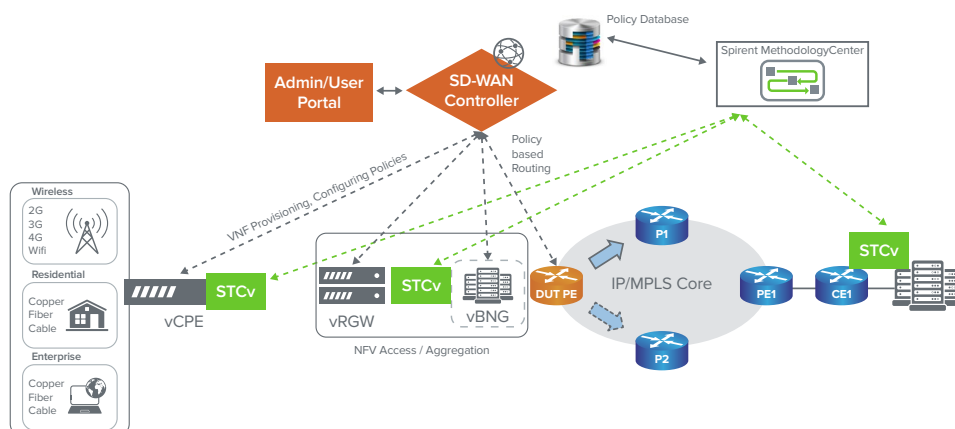 Policy Database
Spirent MethodologyCenter
Admin/User
Portal
SD-WAN
Controller
Policy
based
Routing
VNF Provisioning, Configuring Policies
Wireless
2G
3G
4G
Wifi
Residential
Copper
Fiber
Cable
Enterprise
Copper
Fiber
Cable
STCv
vCPE
vRGW
STCv
vBNG
NFV Access / Aggregation
DUT PE
P1
IP/MPLS Core
P2
PE1
CE1
STCv